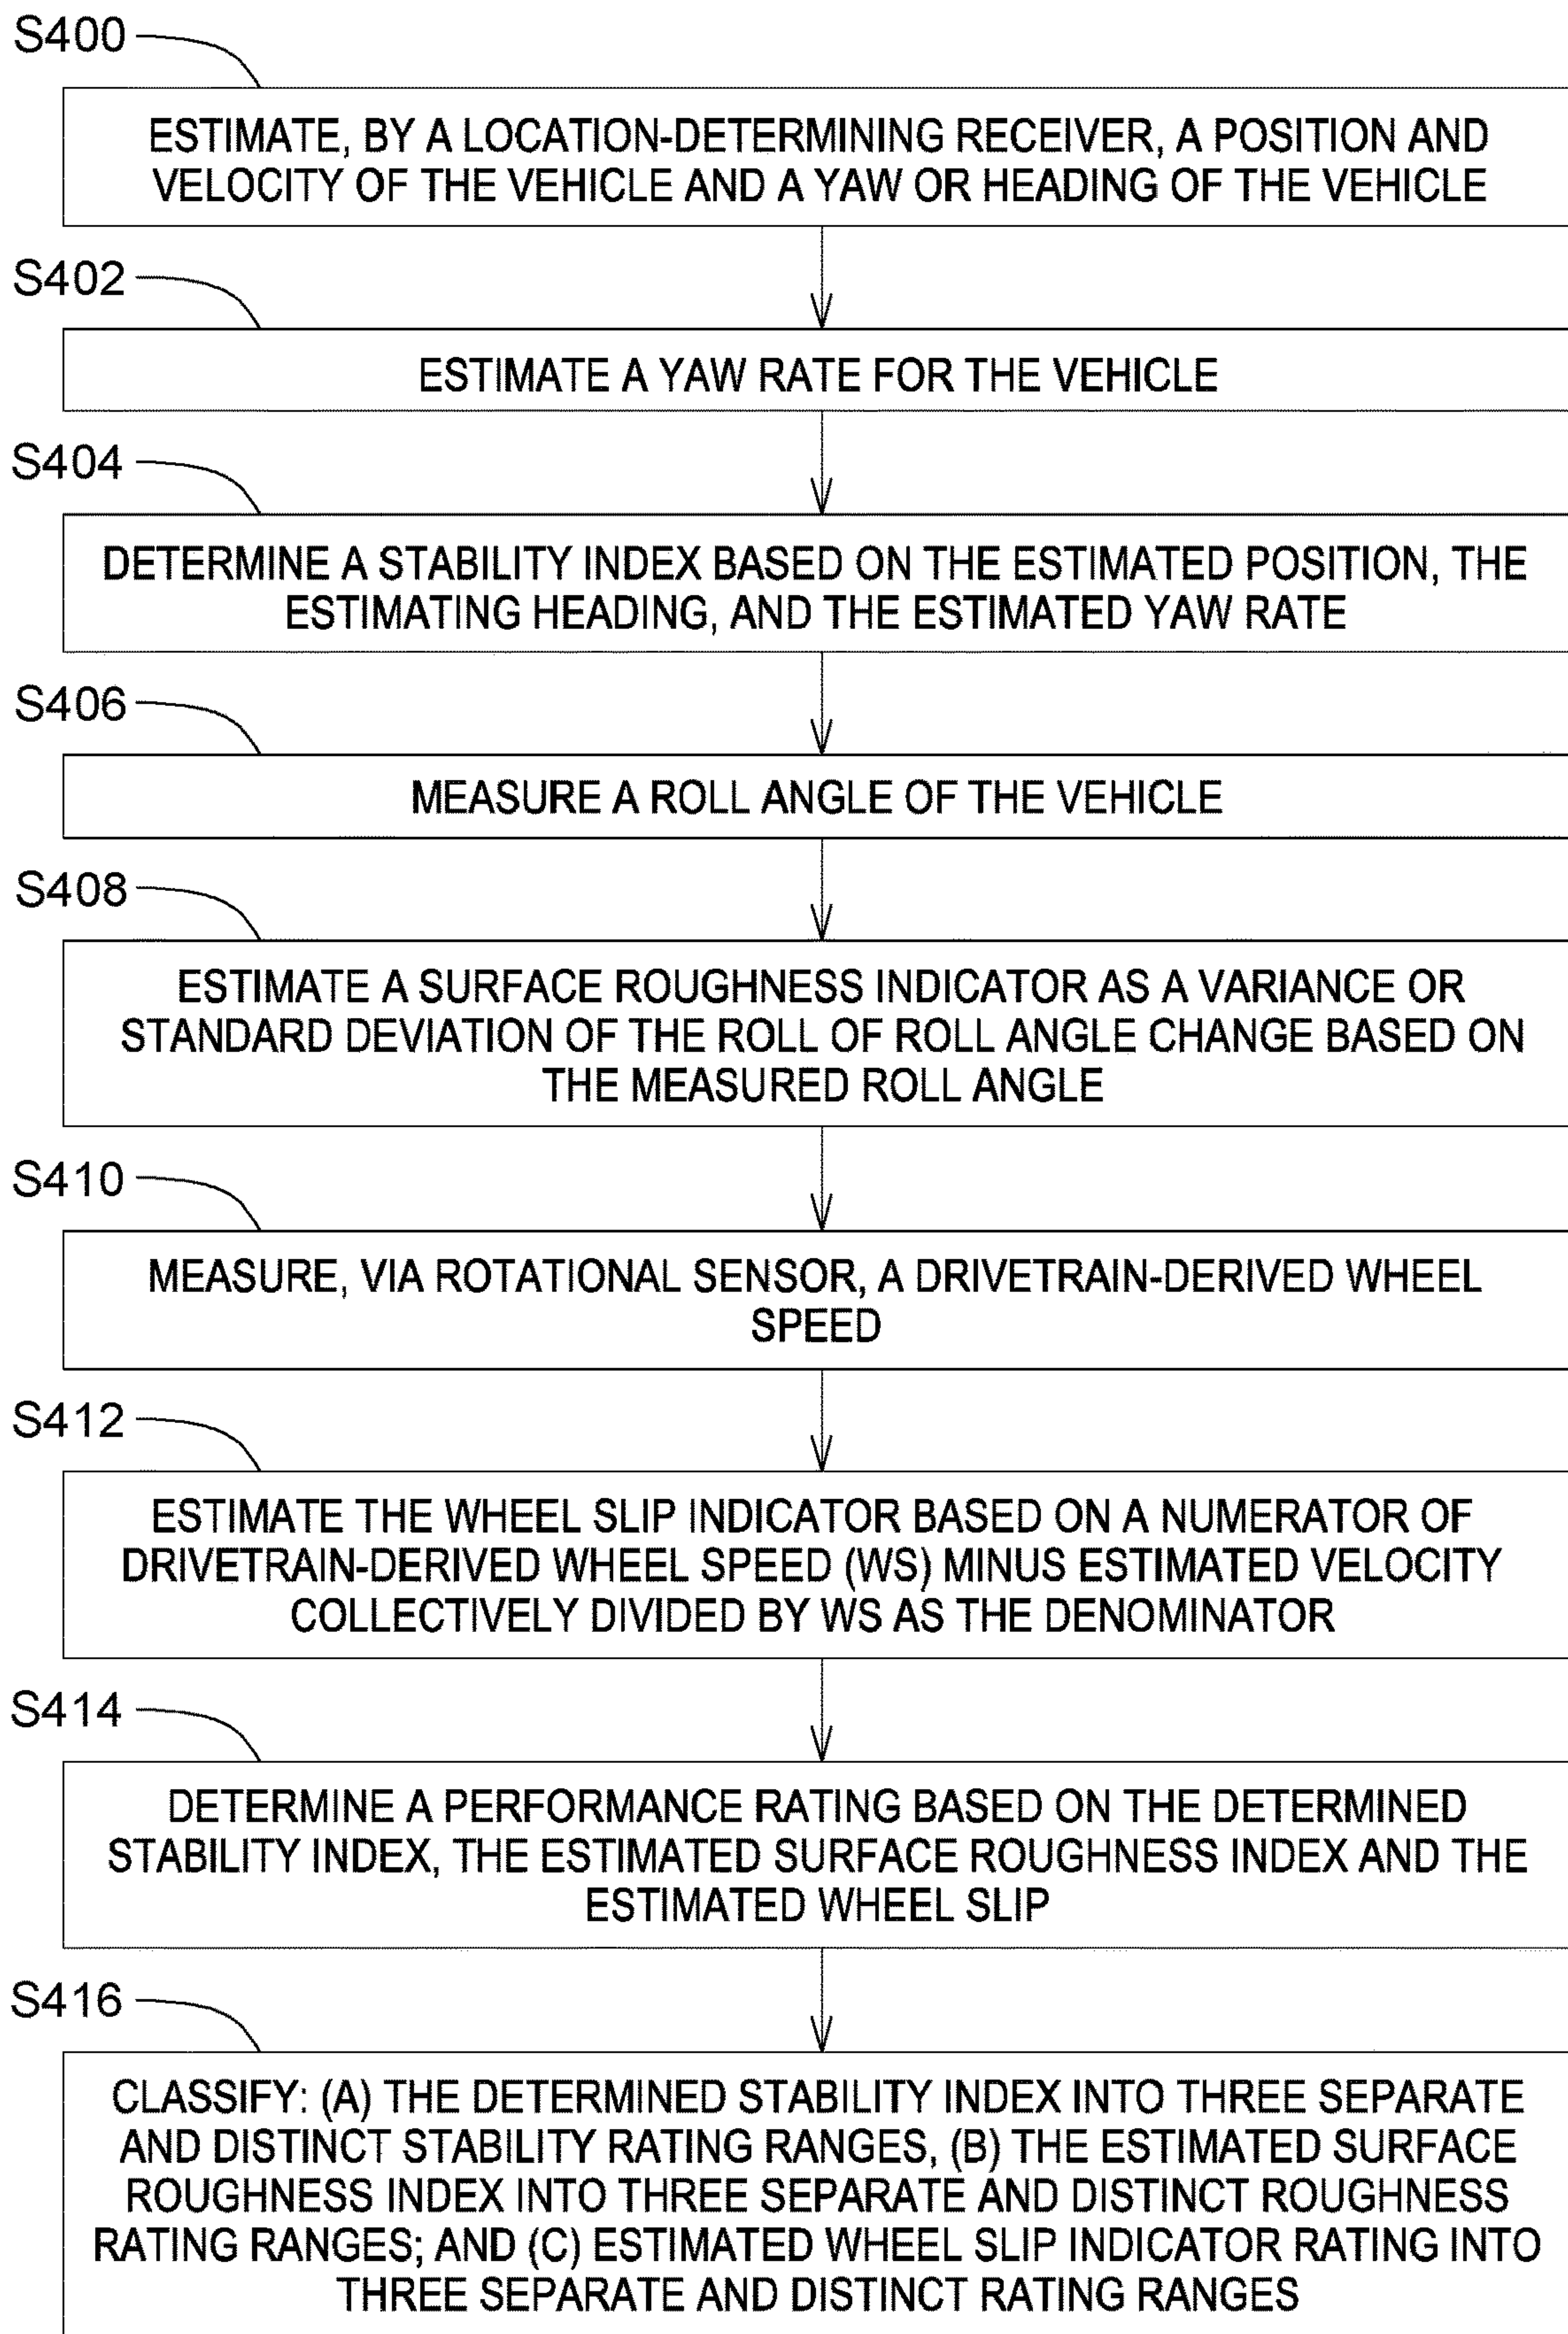 S400
ESTIMATE, BY A LOCATION-DETERMINING RECEIVER, A POSITION AND
VELOCITY OF THE VEHICLE AND A YAW OR HEADING OF THE VEHICLE
S402
ESTIMATE A YAW RATE FOR THE VEHICLE
S404
DETERMINE A STABILITY INDEX BASED ON THE ESTIMATED POSITION, THE
ESTIMATING HEADING, AND THE ESTIMATED YAW RATE
S406
MEASURE A ROLL ANGLE OF THE VEHICLE
S408
ESTIMATE A SURFACE ROUGHNESS INDICATOR AS A VARIANCE OR
STANDARD DEVIATION OF THE ROLL OF ROLL ANGLE CHANGE BASED ON
THE MEASURED ROLL ANGLE
S410
MEASURE, VIA ROTATIONAL SENSOR, A DRIVETRAIN-DERIVED WHEEL
SPEED
S412
ESTIMATE THE WHEEL SLIP INDICATOR BASED ON A NUMERATOR OF
DRIVETRAIN-DERIVED WHEEL SPEED (WS) MINUS ESTIMATED VELOCITY
COLLECTIVELY DIVIDED BY WS AS THE DENOMINATOR
S414
DETERMINE A PERFORMANCE RATING BASED ON THE DETERMINED
STABILITY INDEX, THE ESTIMATED SURFACE ROUGHNESS INDEX AND THE
ESTIMATED WHEEL SLIP
S416
CLASSIFY: (A) THE DETERMINED STABILITY INDEX INTO THREE SEPARATE
AND DISTINCT STABILITY RATING RANGES, (B) THE ESTIMATED SURFACE
ROUGHNESS INDEX INTO THREE SEPARATE AND DISTINCT ROUGHNESS
RATING RANGES; AND (C) ESTIMATED WHEEL SLIP INDICATOR RATING INTO
THREE SEPARATE AND DISTINCT RATING RANGES